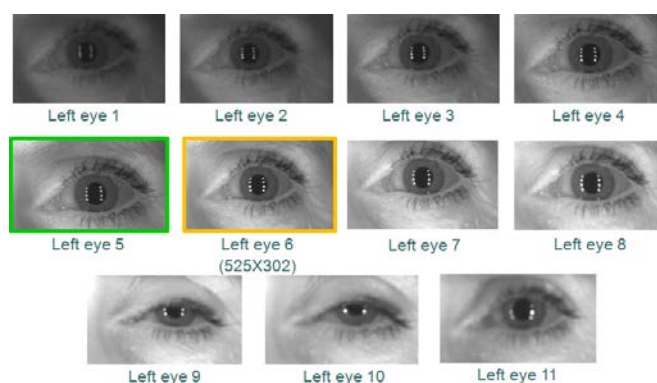 Left eye 1
Left eye 2
Left eye 3
Left eye 4
Left eye 5
Left eye 6
(525X302)
Left eye 7
Left eye 8
Left eye 9
Left eye 10
Left eye 11